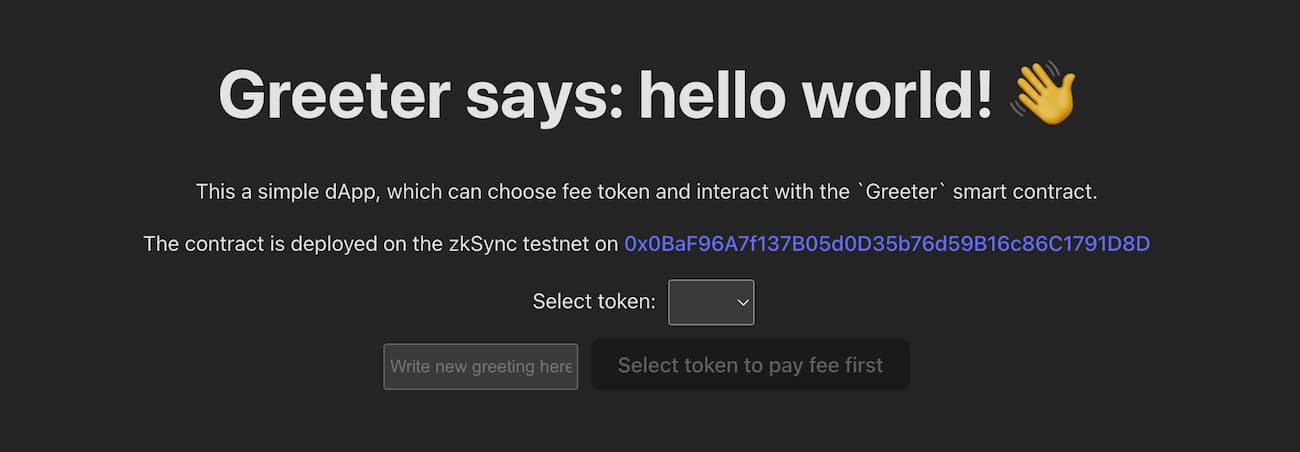 Greeter says: hello world! 👋
This a simple dApp, which can choose fee token and interact with the `Greeter` smart contract.
The contract is deployed on the zkSync testnet on 0x0BaF96A7f137B05d0D35b76d59B16c86C1791D8D
Select token:
Write new greeting here Select token to pay fee first